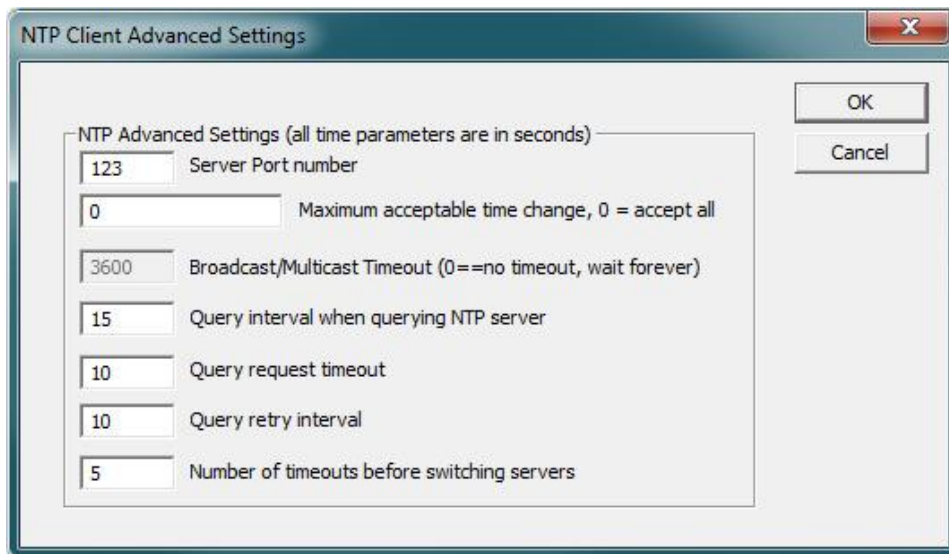 NTP Client Advanced Settings
X
OK
Cancel
NTP Advanced Settings (all time parameters are in seconds)
123 Server Port number
0 Maximum acceptable time change, 0 = accept all
3600 Broadcast/Multicast Timeout (0==no timeout, wait forever)
15 Query interval when querying NTP server
10 Query request timeout
10 Query retry interval
5 Number of timeouts before switching servers